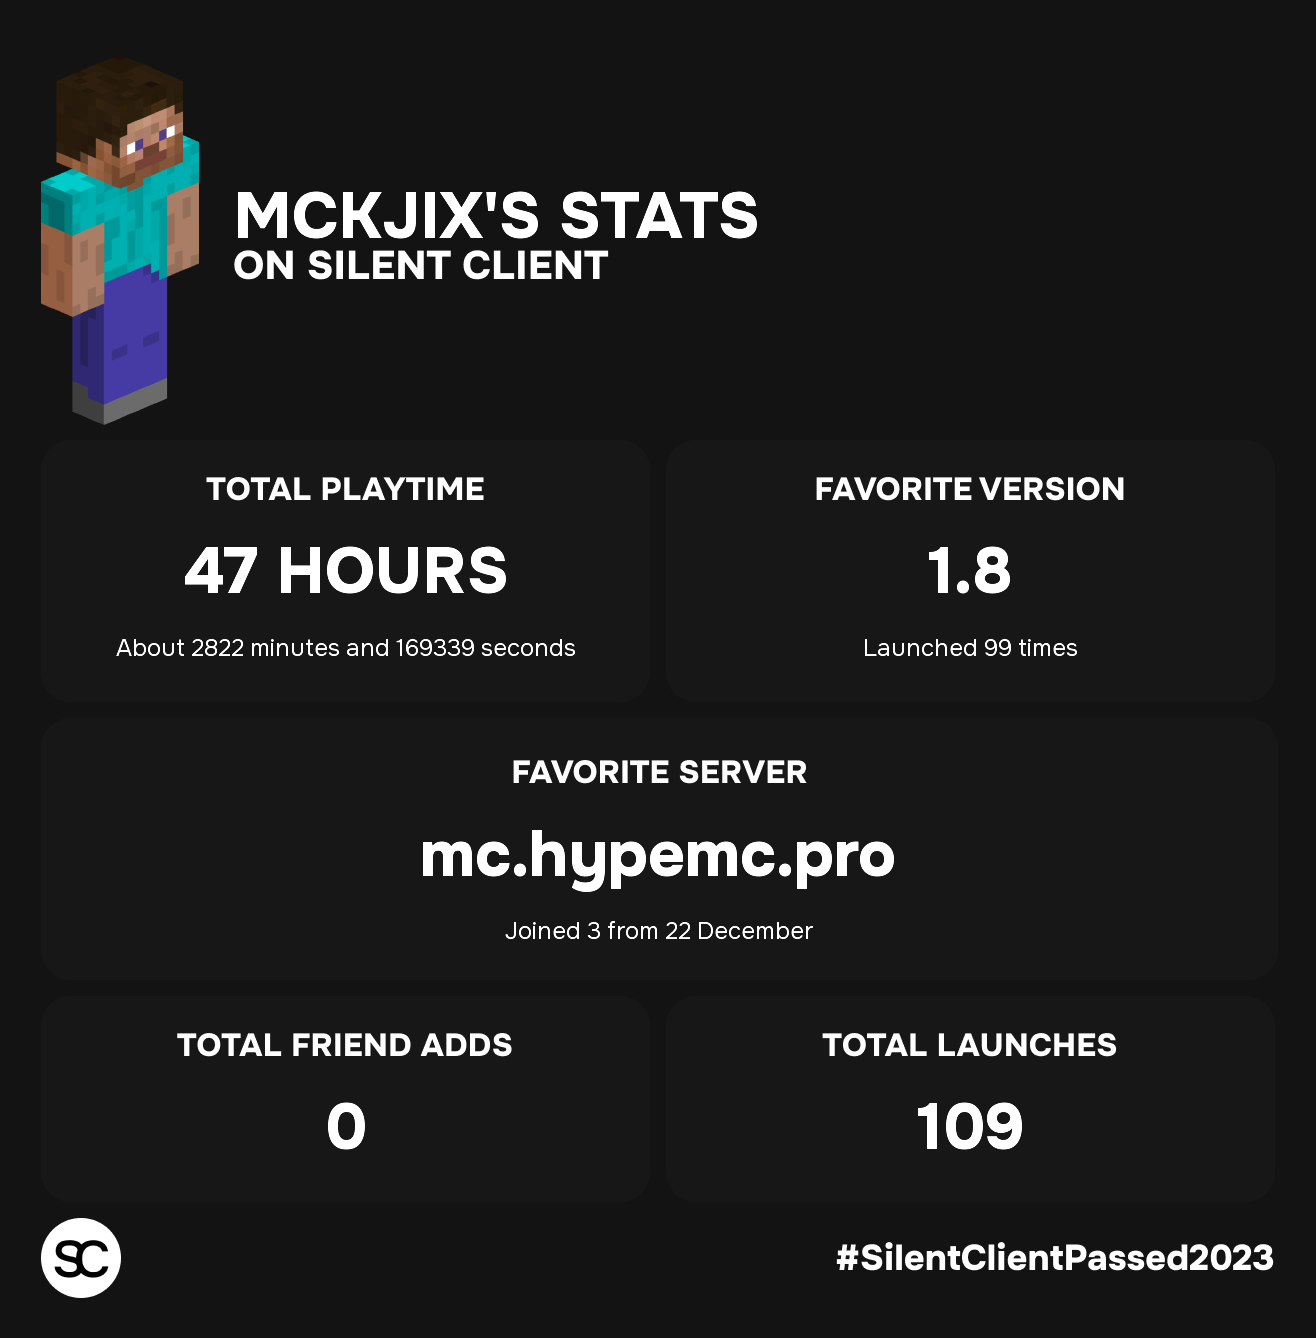 MCKJIX'S STATS
ON SILENT CLIENT
TOTAL PLAYTIME
47 HOURS
About 2822 minutes and 169339 seconds
FAVORITE VERSION
1.8
Launched 99 times
FAVORITE SERVER
mc.hypemc.pro
Joined 3 from 22 December
TOTAL FRIEND ADDS
0
TOTAL LAUNCHES
109
SC
#SilentClientPassed2023